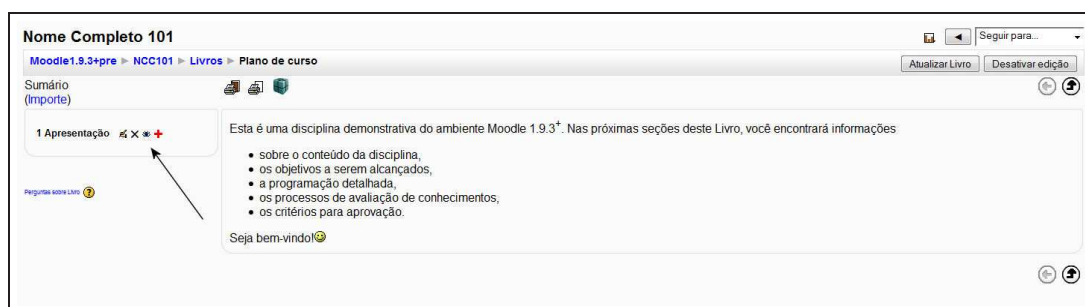 Nome Completo 101
Seguir para...
Moodle1.9.3+pre ► NCC101 ► Livros ► Plano de curso
Atualizar Livro Desativar edição
Sumário
(Importe)
1 Apresentação
Esta é uma disciplina demonstrativa do ambiente Moodle 1.9.3+. Nas próximas seções deste Livro, você encontrará informações
• sobre o conteúdo da disciplina,
• os objetivos a serem alcançados,
• a programação detalhada,
• os processos de avaliação de conhecimentos,
• os critérios para aprovação.
Perguntas sobre Livro ?
Seja bem-vindo!